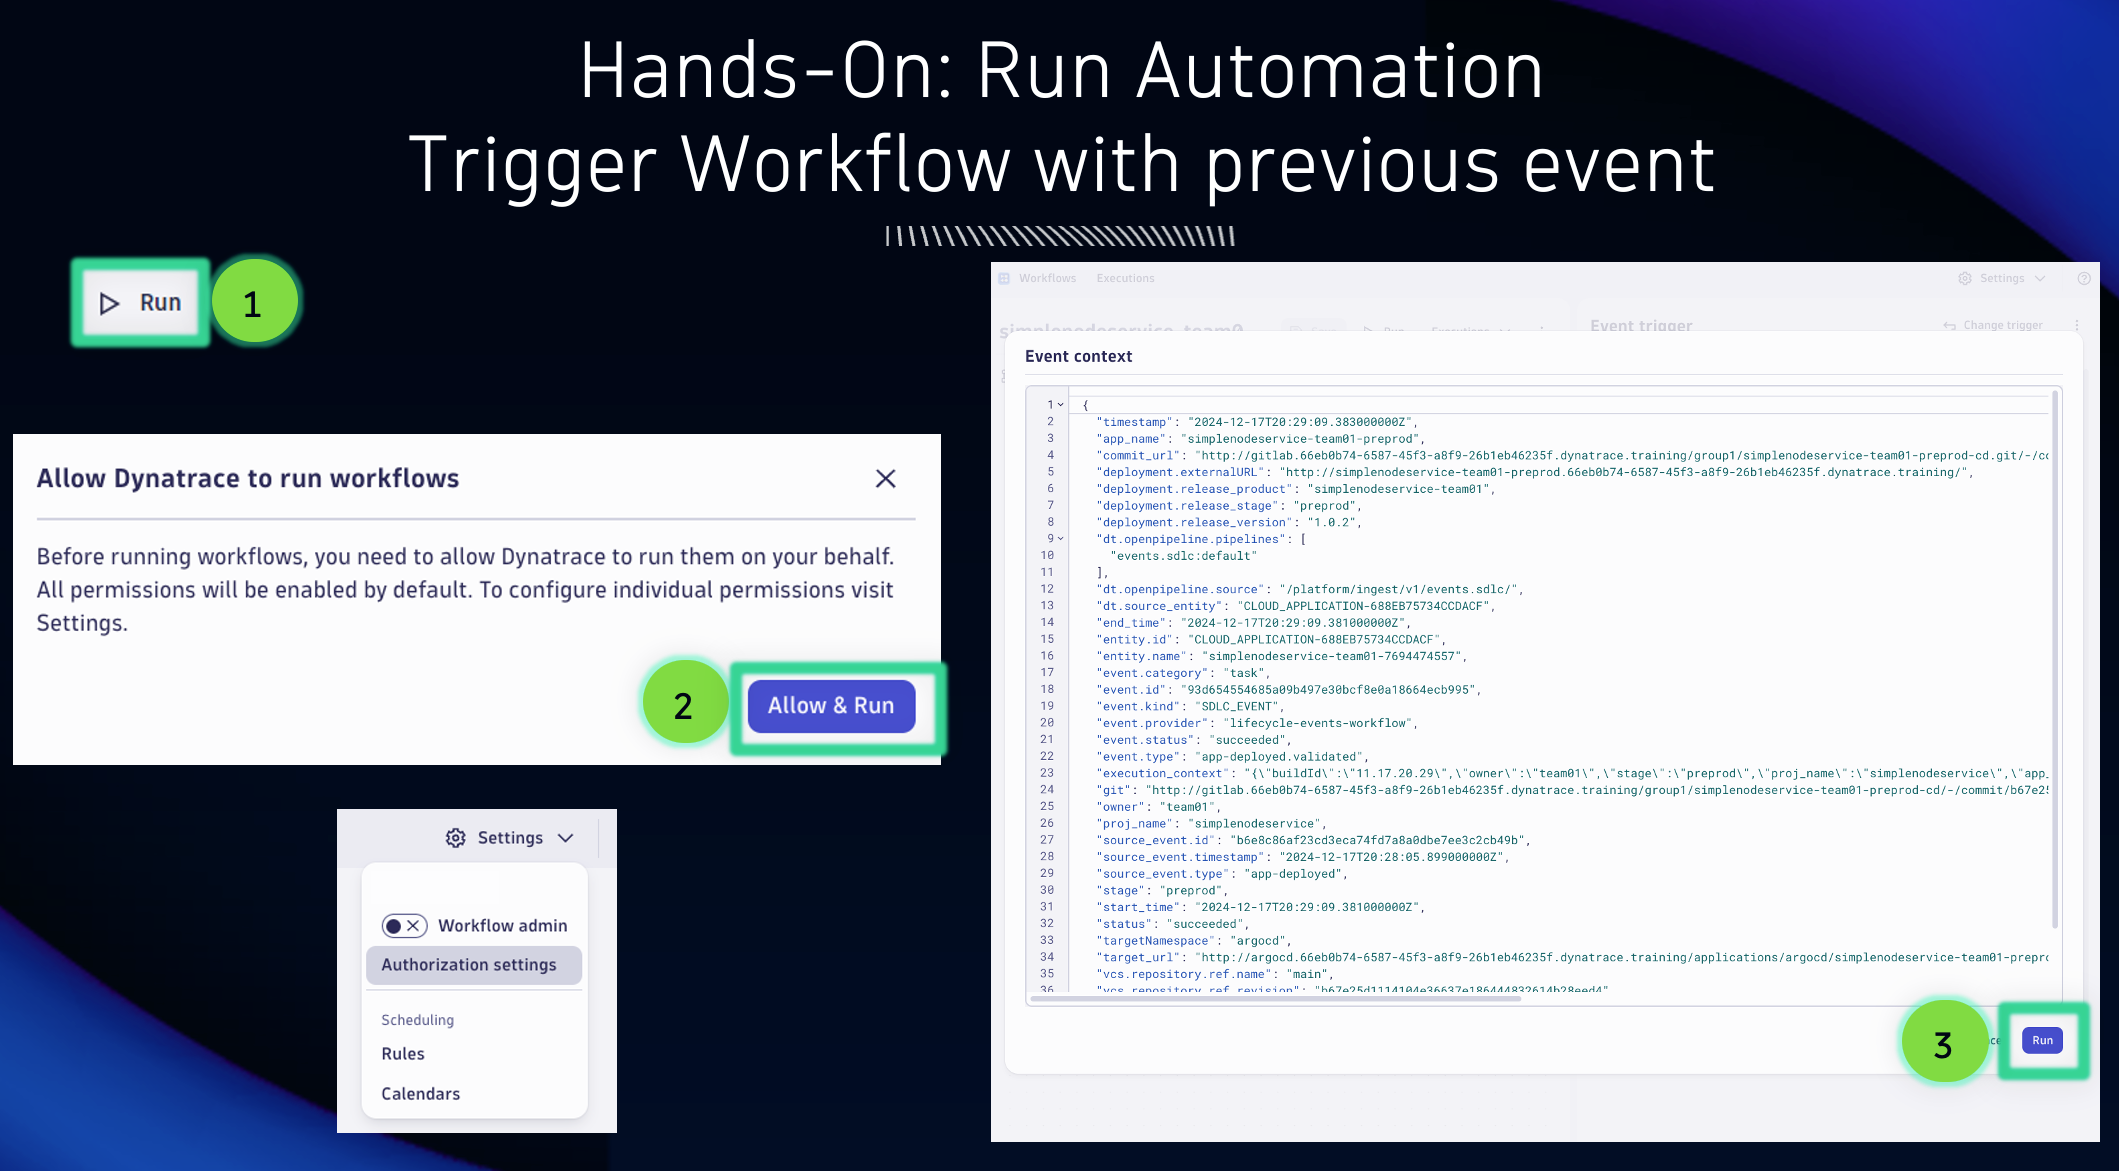 Hands-On: Run Automation
Trigger Workflow with previous event
Run
1
Allow Dynatrace to run workflows
Before running workflows, you need to allow Dynatrace to run them on your behalf.
All permissions will be enabled by default. To configure individual permissions visit
Settings.
2
Allow & Run
Settings
Workflow admin
Authorization settings
Scheduling
Rules
Calendars
Workflows Executions Settings
Event trigger Change trigger
Event context
1 {
2 "timestamp": "2024-12-17T20:29:09.383000000Z",
3 "app_name": "simplenodeservice-team01-preprod",
4 "commit_url": "http://gitlab.66eb0b74-6587-45f3-a8f9-26b1eb46235f.dynatrace.training/group1/simplenodeservice-team01-preprod-cd.git/-/cc
5 "deployment.externalURL": "http://simplenodeservice-team01-preprod.66eb0b74-6587-45f3-a8f9-26b1eb46235f.dynatrace.training/",
6 "deployment.release_product": "simplenodeservice-team01",
7 "deployment.release_stage": "preprod",
8 "deployment.release_version": "1.0.2",
9 "dt.openpipeline.pipelines": [
10 "events.sdlc:default"
11 ],
12 "dt.openpipeline.source": "/platform/ingest/v1/events.sdlc/",
13 "dt.source_entity": "CLOUD_APPLICATION-688EB75734CCDACF",
14 "end_time": "2024-12-17T20:29:09.381000000Z",
15 "entity.id": "CLOUD_APPLICATION-688EB75734CCDACF",
16 "entity.name": "simplenodeservice-team01-7694474557",
17 "event.category": "task",
18 "event.id": "93d654554685a09b497e30bcf8e0a18664ecb995",
19 "event.kind": "SDLC_EVENT",
20 "event.provider": "lifecycle-events-workflow",
21 "event.status": "succeeded",
22 "event.type": "app-deployed.validated",
23 "execution_context": "{\"buildId\":\"11.17.20.29\",\"owner\":\"team01\",\"stage\":\"preprod\",\"proj_name\":\"simplenodeservice\",\"app_
24 "git": "http://gitlab.66eb0b74-6587-45f3-a8f9-26b1eb46235f.dynatrace.training/group1/simplenodeservice-team01-preprod-cd/-/commit/b67e25
25 "owner": "team01",
26 "proj_name": "simplenodeservice",
27 "source_event.id": "b6e8c86af23cd3eca74fd7a8a0dbe7ee3c2cb49b",
28 "source_event.timestamp": "2024-12-17T20:28:05.899000000Z",
29 "source_event.type": "app-deployed",
30 "stage": "preprod",
31 "start_time": "2024-12-17T20:29:09.381000000Z",
32 "status": "succeeded",
33 "targetNamespace": "argocd",
34 "target_url": "http://argocd.66eb0b74-6587-45f3-a8f9-26b1eb46235f.dynatrace.training/applications/argocd/simplenodeservice-team01-prepro
35 "vcs.repository.ref.name": "main",
36 "vcs.repository.ref.revision": "b67e25d1114104e36637e186444832614b28eed4"
3
Run